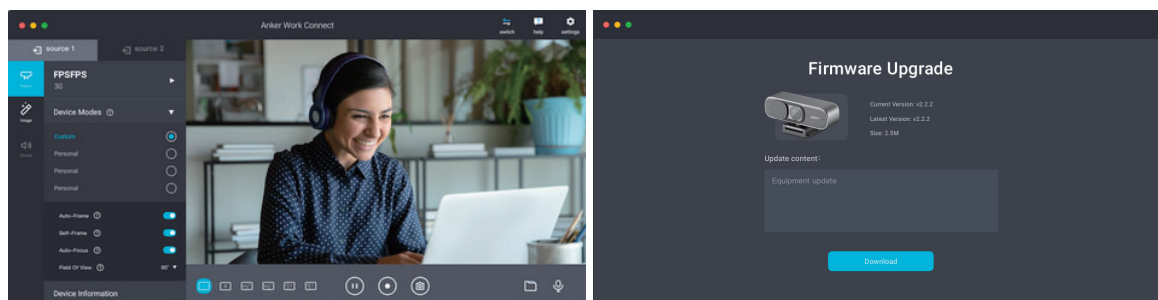 Anker Work Connect
switch
help
settings
source 1
source 2
FPSFPS
30
Device Modes
Image
Custom
Personal
Personal
Personal
Auto-Frame
Self-Frame
Auto-Focus
Field Of View
90°
Device Information
Firmware Upgrade
Current Version: v2.2.2
Latest Version: v2.2.2
Size: 2.5M
Update content:
Equipment update
Download